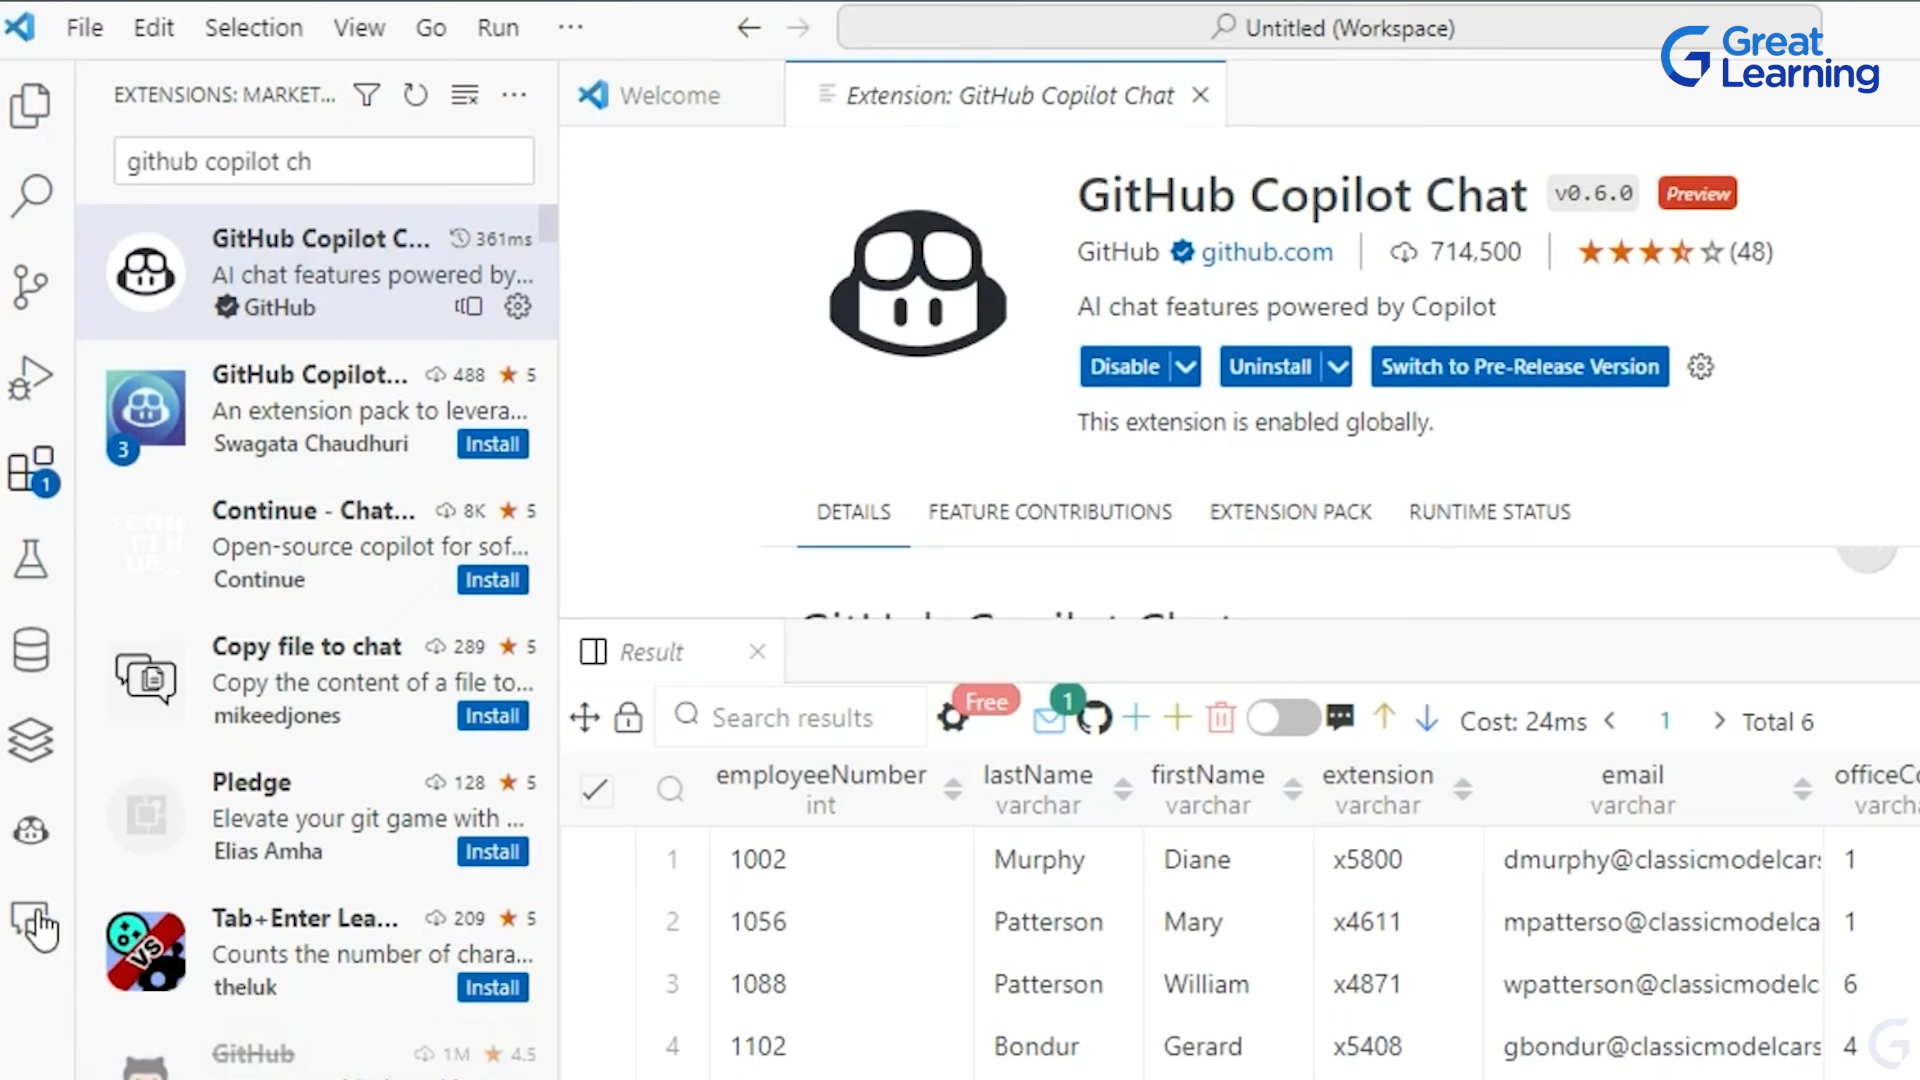 File Edit Selection View Go Run ···
Untitled (Workspace)
Great
Learning
EXTENSIONS: MARKET... ···
Welcome
Extension: GitHub Copilot Chat
github copilot ch
GitHub Copilot C... 361ms
AI chat features powered by...
GitHub
GitHub Copilot... 488 ★ 5
An extension pack to levera...
Swagata Chaudhuri Install
3
1
Continue - Chat... 8K ★ 5
Open-source copilot for sof...
Continue Install
Copy file to chat 289 ★ 5
Copy the content of a file to...
mikeedjones Install
Pledge 128 ★ 5
Elevate your git game with ...
Elias Amha Install
Tab+Enter Lea... 209 ★ 5
Counts the number of chara...
theluk Install
VS
GitHub 1M ★ 4.5
GitHub Copilot Chat v0.6.0 Preview
GitHub github.com 714,500 (48)
AI chat features powered by Copilot
Disable Uninstall Switch to Pre-Release Version
This extension is enabled globally.
DETAILS FEATURE CONTRIBUTIONS EXTENSION PACK RUNTIME STATUS
GitHub Copilot Chat
Result
Search results Free 1 Cost: 24ms 1 Total 6
employeeNumber lastName firstName extension email officeCo
int varchar varchar varchar varchar varcha
1 1002 Murphy Diane x5800 dmurphy@classicmodelcars 1
2 1056 Patterson Mary x4611 mpatterso@classicmodelca 1
3 1088 Patterson William x4871 wpatterson@classicmodelc 6
4 1102 Bondur Gerard x5408 gbondur@classicmodelcars 4